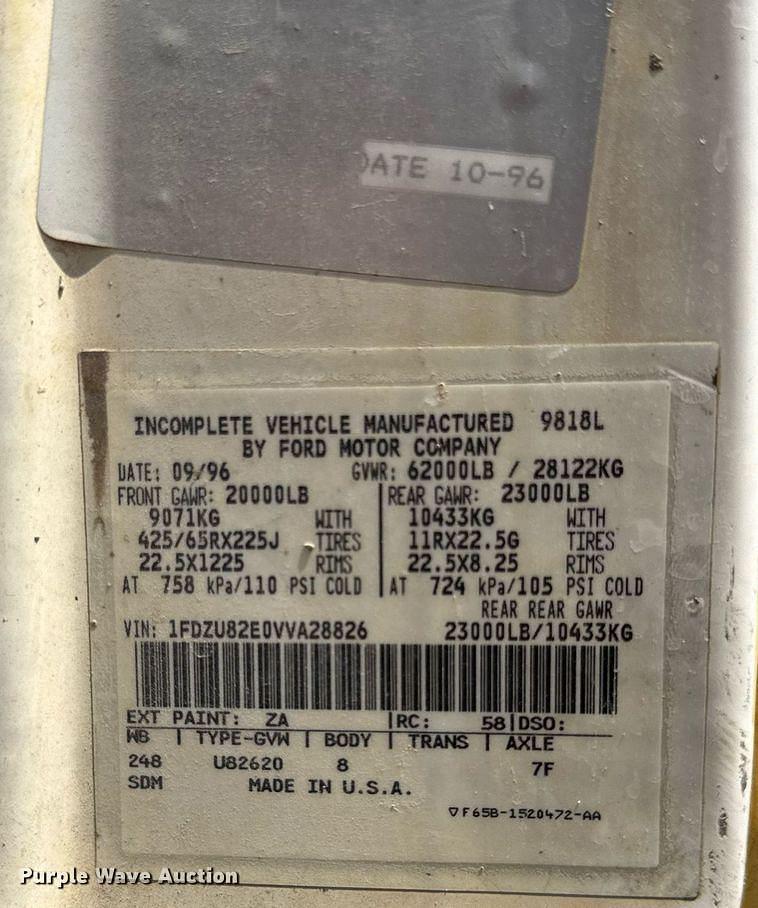 DATE 10-96
INCOMPLETE VEHICLE MANUFACTURED 9818L
BY FORD MOTOR COMPANY
DATE: 09/96 GVWR: 62000LB / 28122KG
FRONT GAWR: 20000LB REAR GAWR: 23000LB
9071KG WITH 10433KG WITH
425/65RX225J TIRES 11RX22.5G TIRES
22.5X1225 RIMS 22.5X8.25 RIMS
AT 758 kPa/110 PSI COLD AT 724 kPa/105 PSI COLD
REAR REAR GAWR
VIN: 1FDZU82E0VVA28826 23000LB/10433KG
EXT PAINT: ZA RC: 58 DSO:
WB TYPE-GVW BODY TRANS AXLE
248 U82620 8 7F
SDM MADE IN U.S.A.
F65B-1520472-AA
Purple Wave Auction